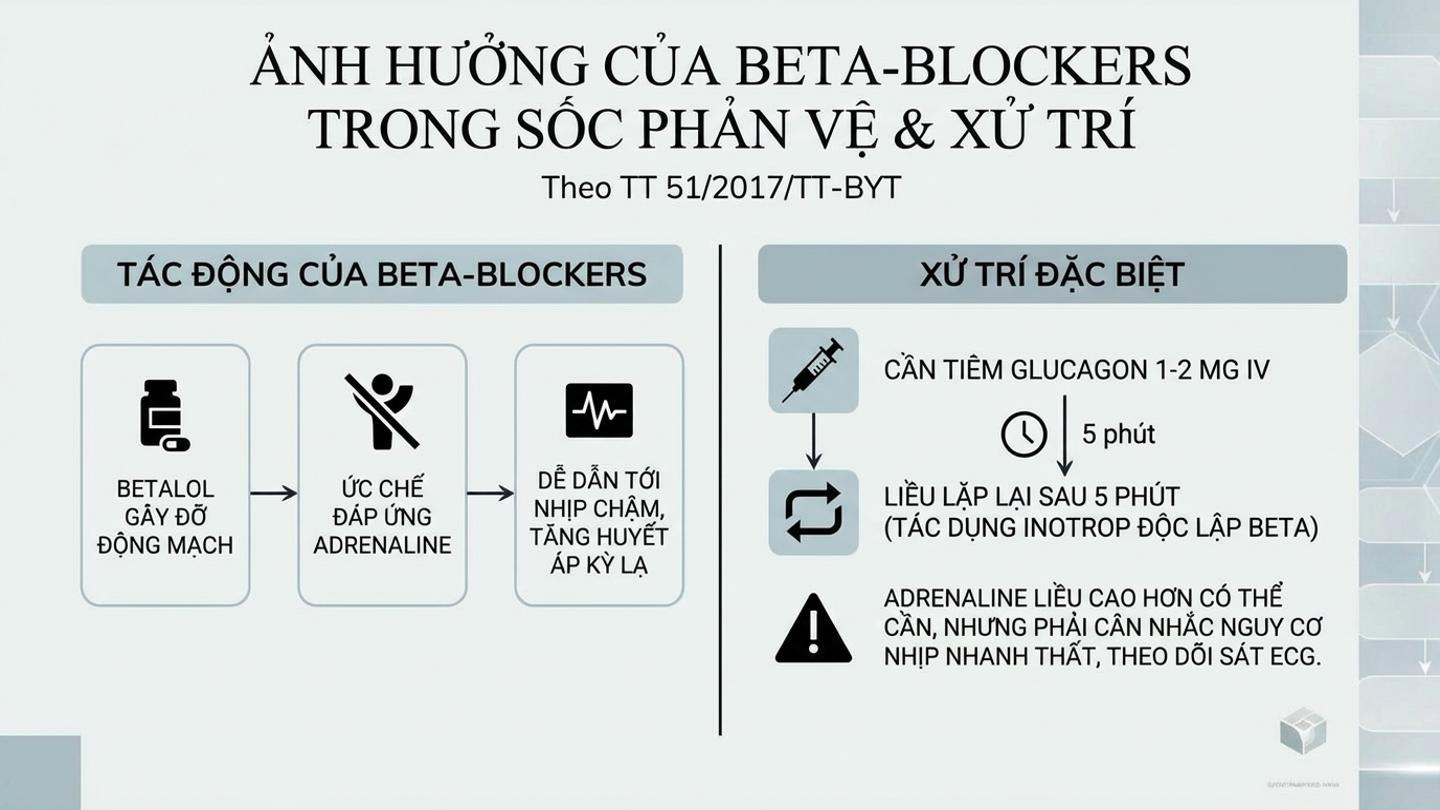 ẢNH HƯỞNG CỦA BETA-BLOCKERS
TRONG SỐC PHẢN VỆ & XỬ TRÍ
Theo TT 51/2017/TT-BYT
TÁC ĐỘNG CỦA BETA-BLOCKERS
BETALOL
GÂY ĐỠ
ĐỘNG MẠCH
ỨC CHẾ
ĐÁP ỨNG
ADRENALINE
DỄ DẪN TỚI
NHỊP CHẬM,
TĂNG HUYẾT
ÁP KỲ LẠ
XỬ TRÍ ĐẶC BIỆT
CẦN TIÊM GLUCAGON 1-2 MG IV
5 phút
LIỀU LẶP LẠI SAU 5 PHÚT
(TÁC DỤNG INOTROP ĐỘC LẬP BETA)
ADRENALINE LIỀU CAO HƠN CÓ THỂ
CẦN, NHƯNG PHẢI CÂN NHẮC NGUY CƠ
NHỊP NHANH THẤT, THEO DÕI SÁT ECG.